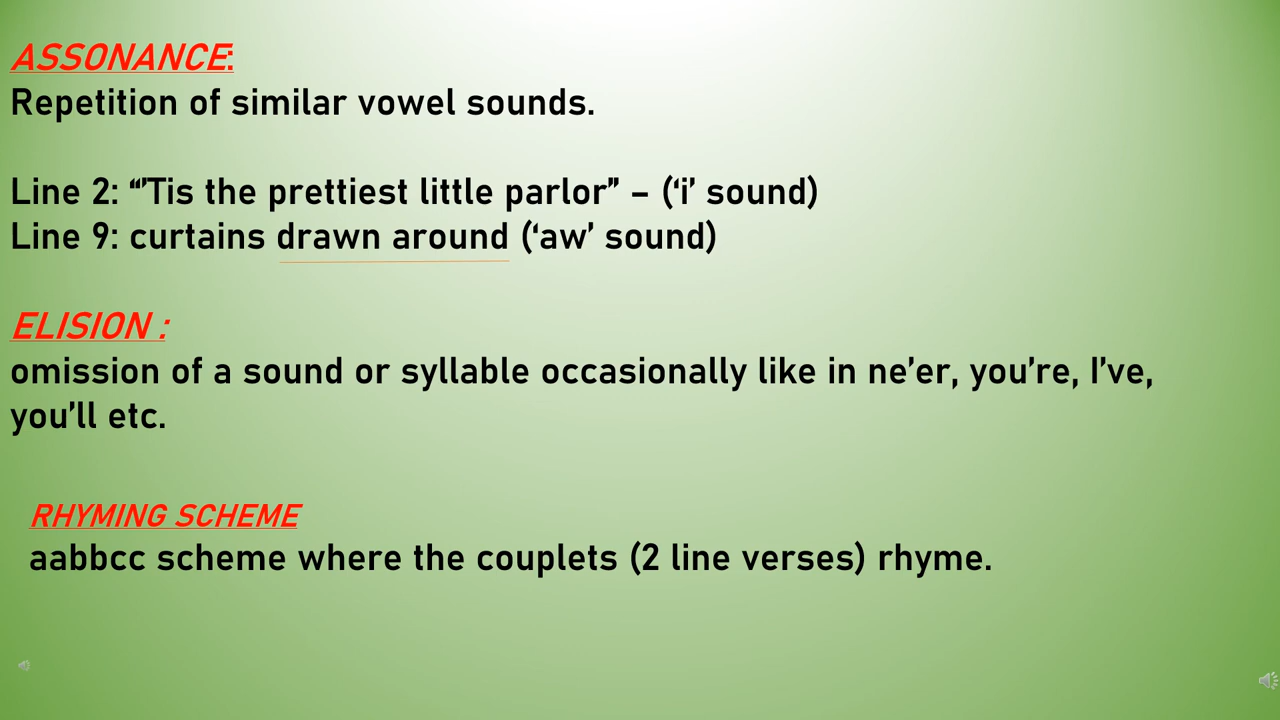 ASSONANCE:
Repetition of similar vowel sounds.
Line 2: “’Tis the prettiest little parlor” – (‘i’ sound)
Line 9: curtains drawn around (‘aw’ sound)
ELISION :
omission of a sound or syllable occasionally like in ne’er, you’re, I’ve,
you’ll etc.
RHYMING SCHEME
aabbcc scheme where the couplets (2 line verses) rhyme.